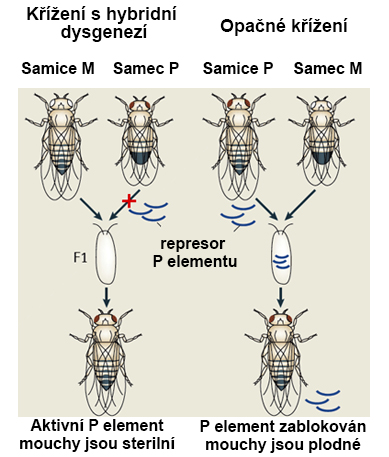 Křížení s hybridní
dysgenezí
Opačné křížení
Samice M
Samec P
Samice P
Samec M
represor
P elementu
F1
Aktivní P element
mouchy jsou sterilní
P element zablokován
mouchy jsou plodné